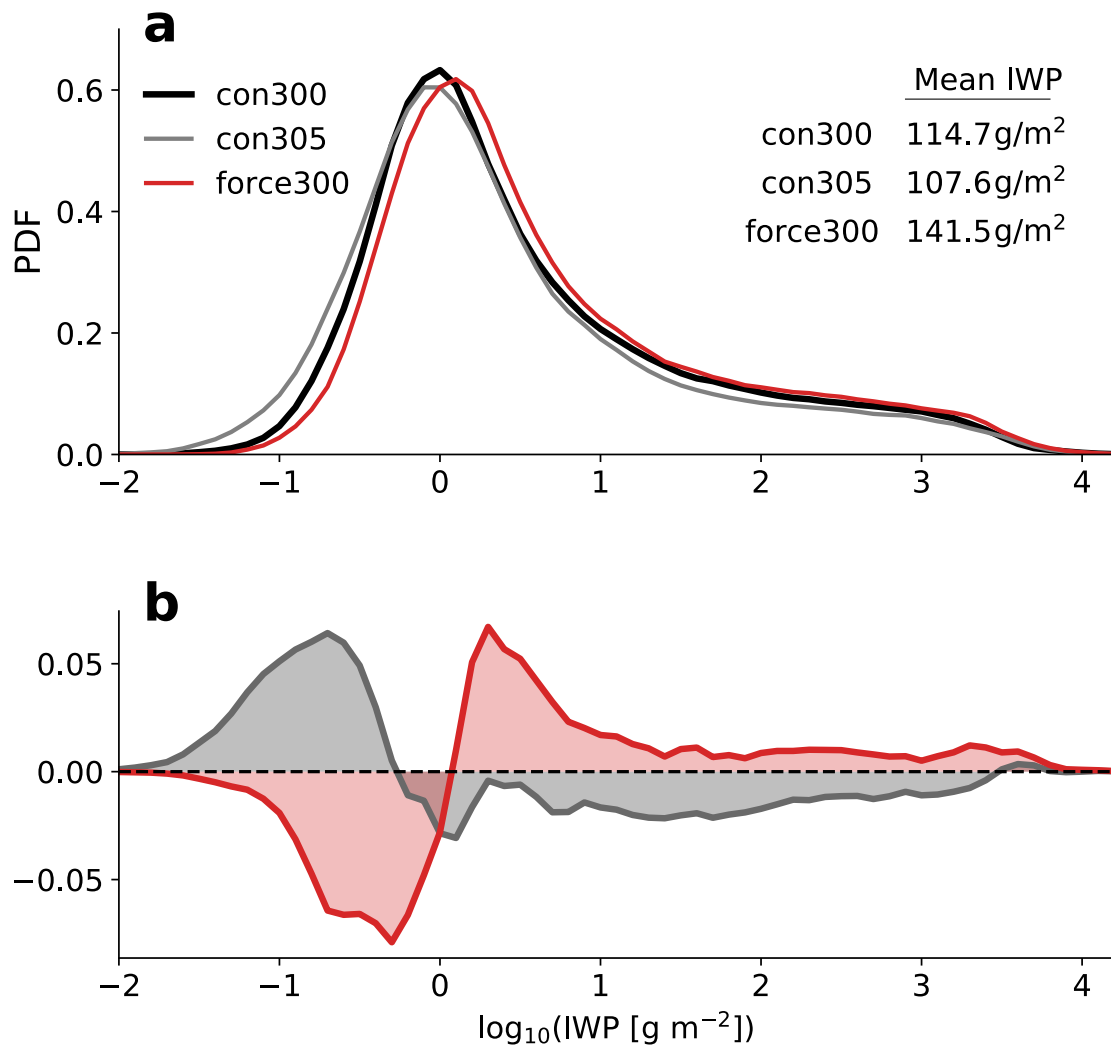 a
con300
con305
force300
Mean IWP
con300 114.7g/m²
con305 107.6g/m²
force300 141.5g/m²
PDF
0.6
0.4
0.2
0.0
−2 −1 0 1 2 3 4
b
0.05
0.00
−0.05
−2 −1 0 1 2 3 4
log₁₀(IWP [g m⁻²])